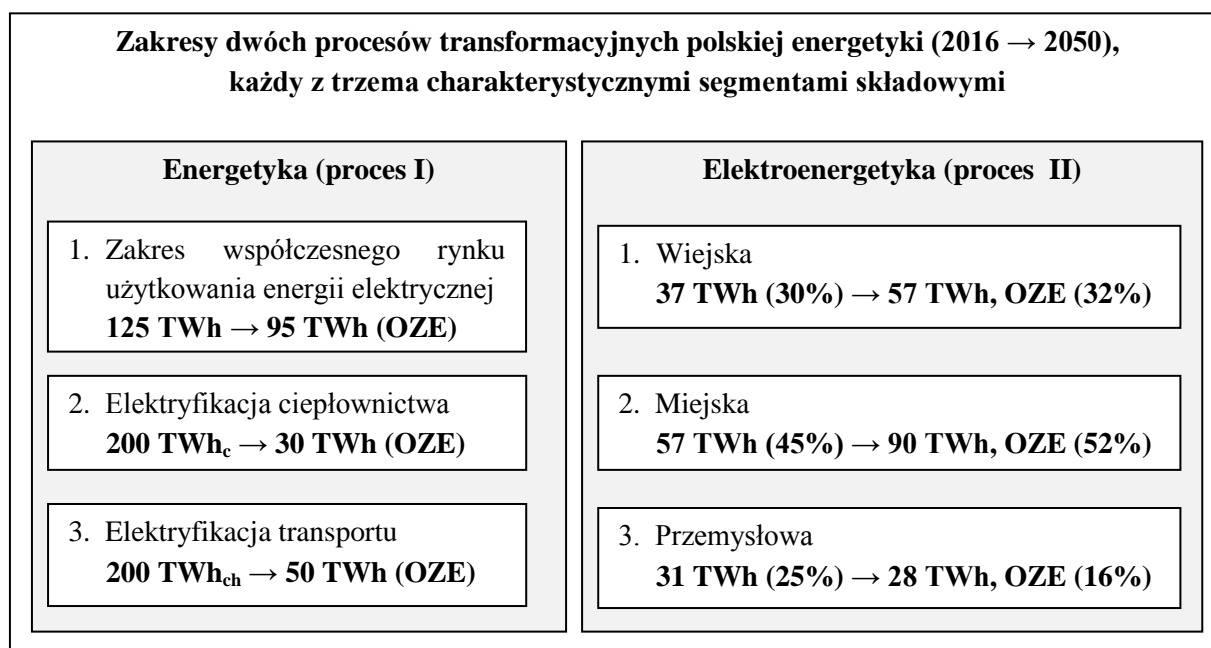 Zakresy dwóch procesów transformacyjnych polskiej energetyki (2016 → 2050),
każdy z trzema charakterystycznymi segmentami składowymi
Energetyka (proces I)
1. Zakres współczesnego rynku
użytkowania energii elektrycznej
125 TWh → 95 TWh (OZE)
2. Elektryfikacja ciepłownictwa
200 TWhc → 30 TWh (OZE)
3. Elektryfikacja transportu
200 TWhch → 50 TWh (OZE)
Elektroenergetyka (proces II)
1. Wiejska
37 TWh (30%) → 57 TWh, OZE (32%)
2. Miejska
57 TWh (45%) → 90 TWh, OZE (52%)
3. Przemysłowa
31 TWh (25%) → 28 TWh, OZE (16%)